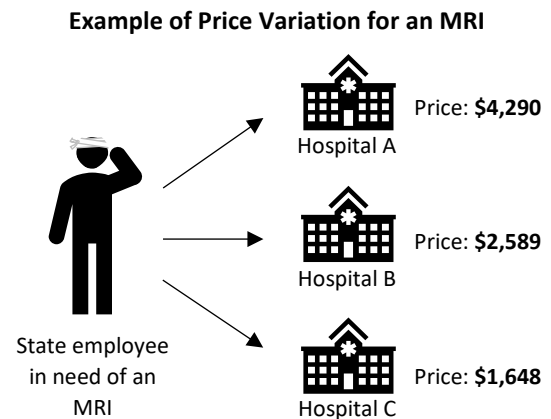 Example of Price Variation for an MRI
Price: $4,290
Hospital A
Price: $2,589
Hospital B
State employee
in need of an
MRI
Price: $1,648
Hospital C